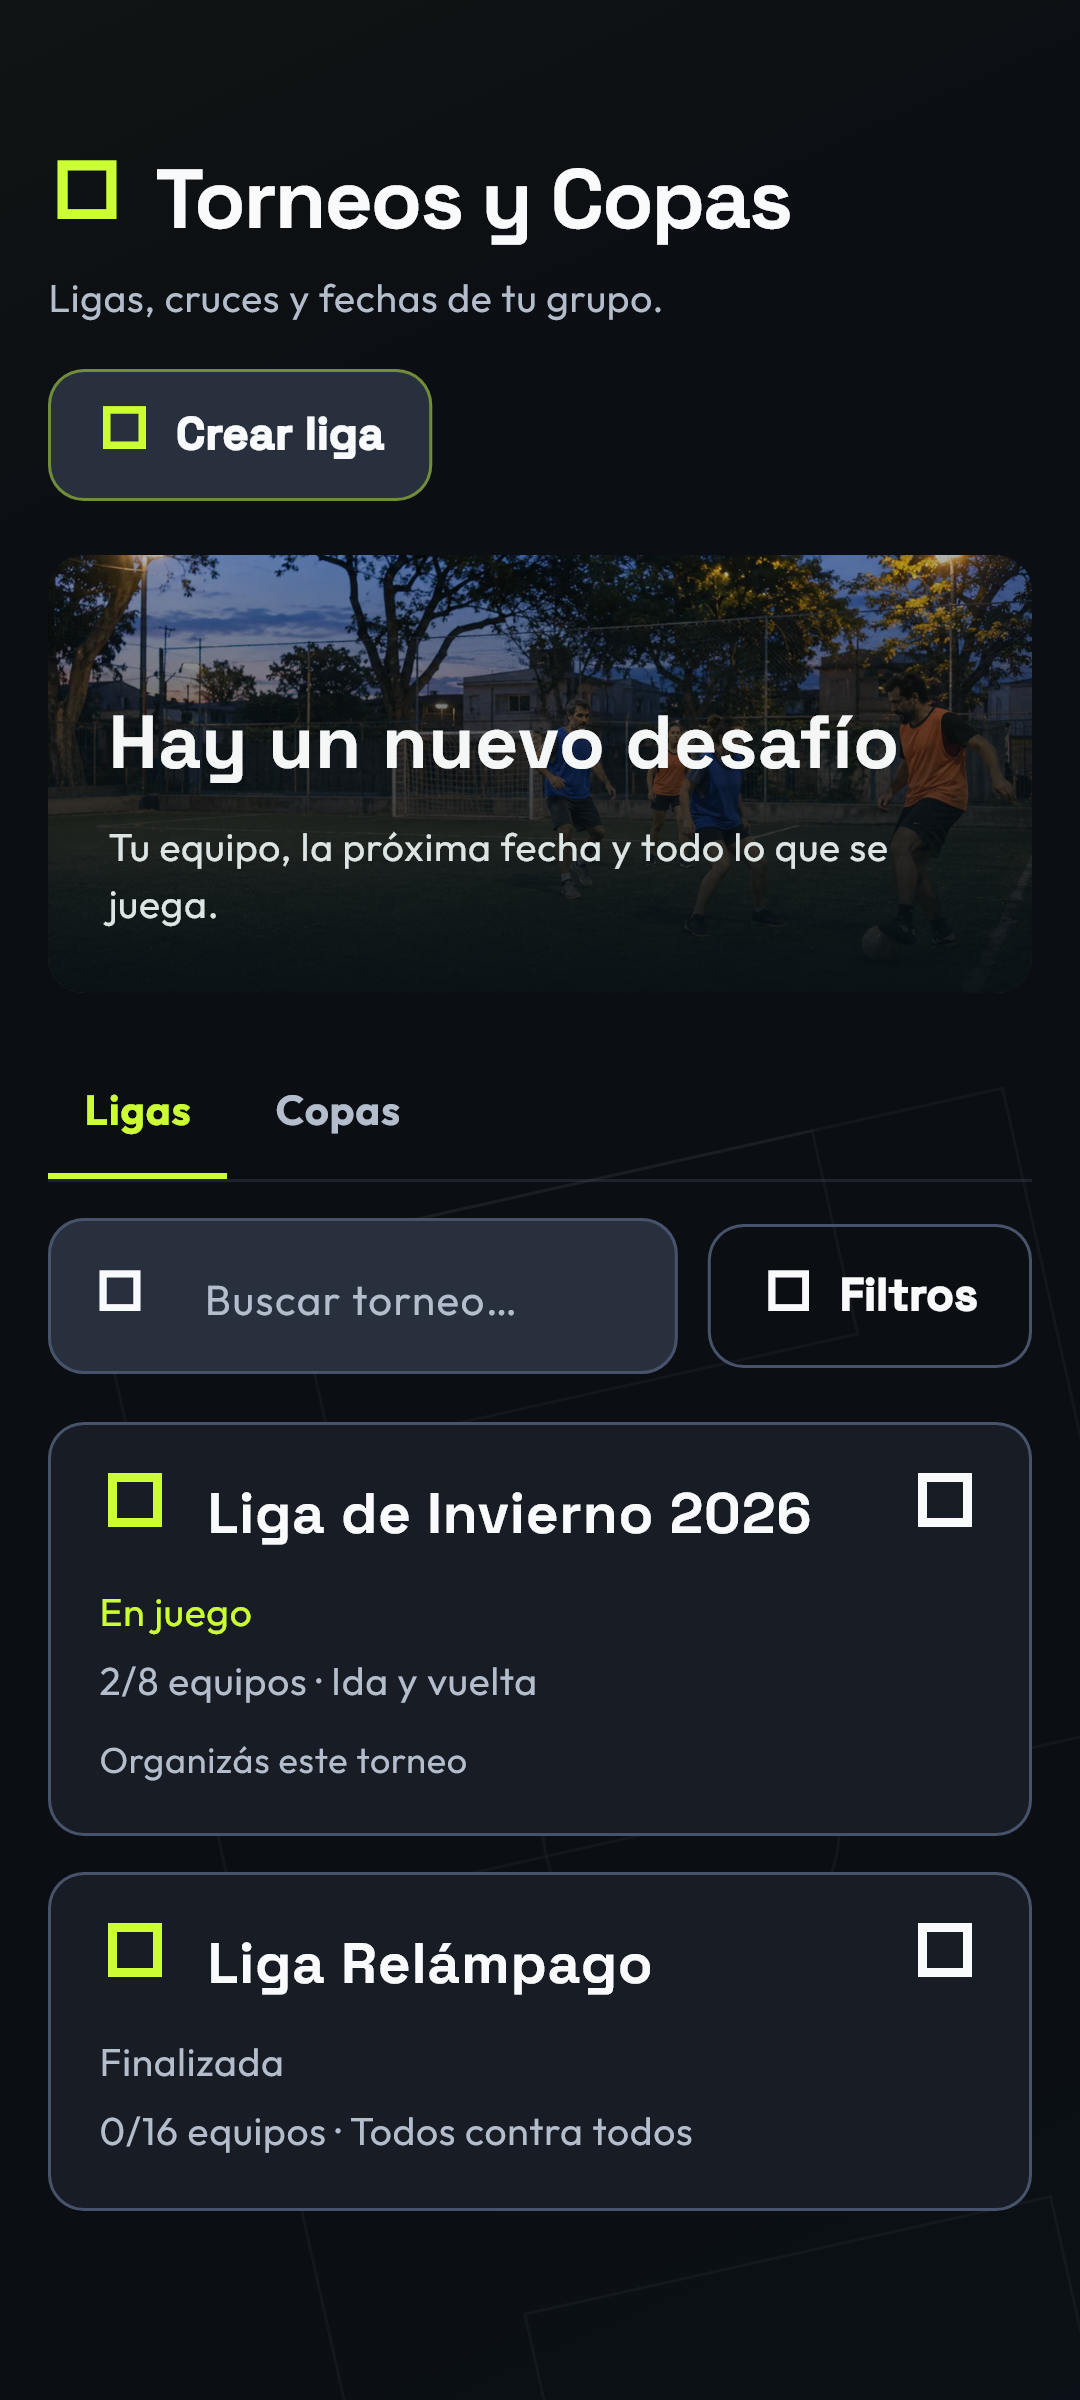 Torneos y Copas
Ligas, cruces y fechas de tu grupo.
Crear liga
Hay un nuevo desafío
Tu equipo, la próxima fecha y todo lo que se
juega.
Ligas Copas
Buscar torneo... Filtros
Liga de Invierno 2026
En juego
2/8 equipos · Ida y vuelta
Organizás este torneo
Liga Relámpago
Finalizada
0/16 equipos · Todos contra todos